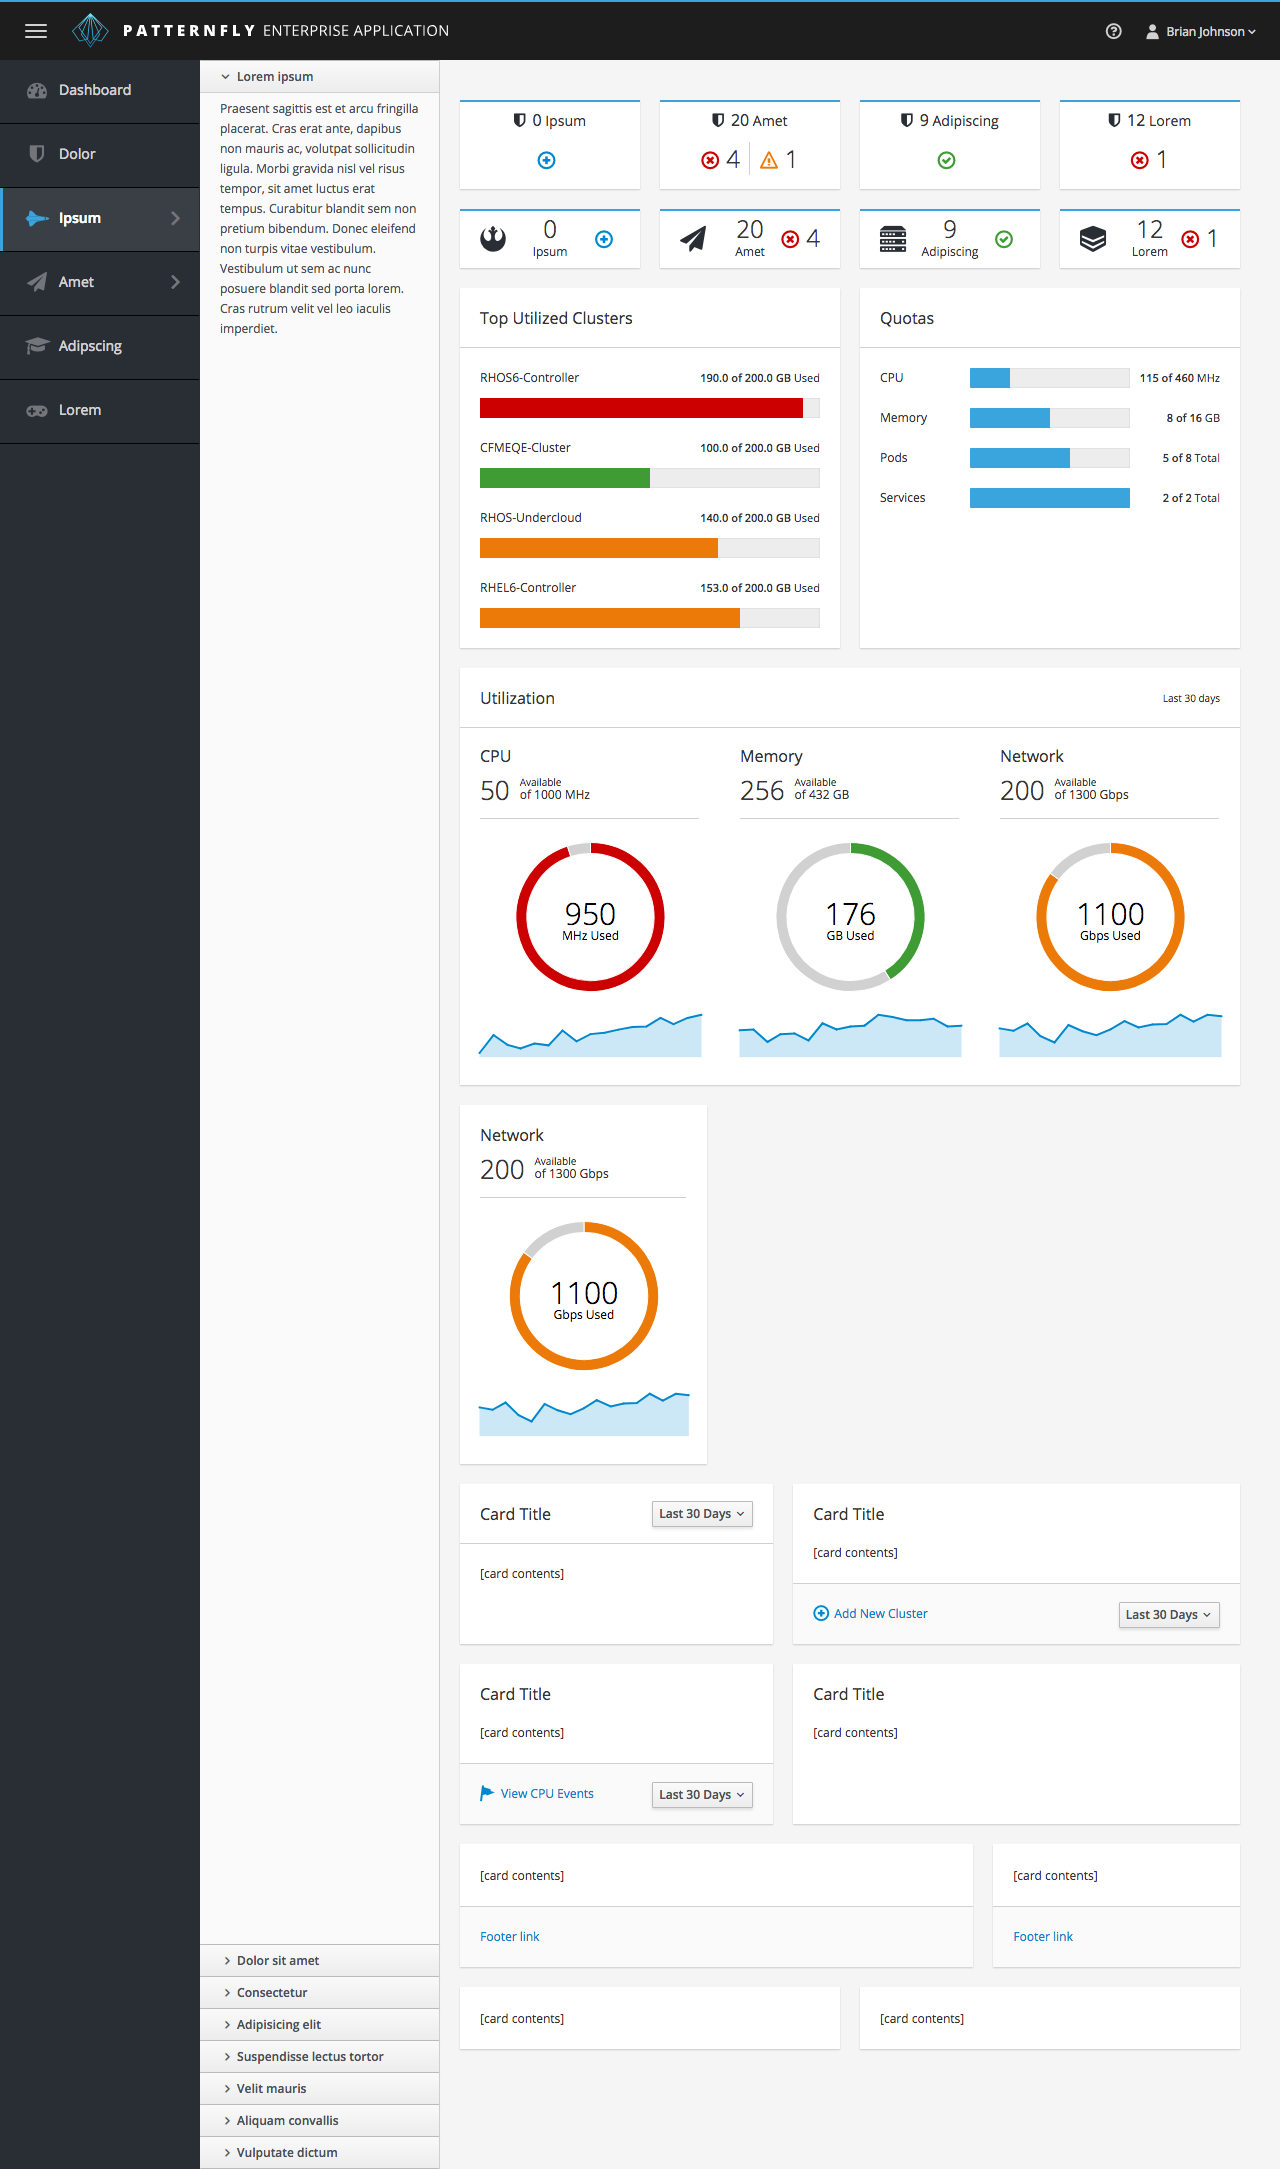 PATTERNFLY ENTERPRISE APPLICATION
Brian Johnson
Dashboard
Dolor
Ipsum
Amet
Adipscing
Lorem
Lorem ipsum
Praesent sagittis est et arcu fringilla
placerat. Cras erat ante, dapibus
non mauris ac, volutpat sollicitudin
ligula. Morbi gravida nisl vel risus
tempor, sit amet luctus erat
tempus. Curabitur blandit sem non
pretium bibendum. Donec eleifend
non turpis vitae vestibulum.
Vestibulum ut sem ac nunc
posuere blandit sed porta lorem.
Cras rutrum velit vel leo iaculis
imperdiet.
Dolor sit amet
Consectetur
Adipisicing elit
Suspendisse lectus tortor
Velit mauris
Aliquam convallis
Vulputate dictum
0 Ipsum
20 Amet
4 1
9 Adipiscing
12 Lorem
1
0
Ipsum
20
Amet
4
9
Adipiscing
12
Lorem
1
Top Utilized Clusters
RHOS6-Controller 190.0 of 200.0 GB Used
CFMEQE-Cluster 100.0 of 200.0 GB Used
RHOS-Undercloud 140.0 of 200.0 GB Used
RHEL6-Controller 153.0 of 200.0 GB Used
Quotas
CPU 115 of 460 MHz
Memory 8 of 16 GB
Pods 5 of 8 Total
Services 2 of 2 Total
Utilization Last 30 days
CPU
50 Available
of 1000 MHz
950
MHz Used
Memory
256 Available
of 432 GB
176
GB Used
Network
200 Available
of 1300 Gbps
1100
Gbps Used
Network
200 Available
of 1300 Gbps
1100
Gbps Used
Card Title Last 30 Days
[card contents]
Card Title
[card contents]
Add New Cluster Last 30 Days
Card Title
[card contents]
View CPU Events Last 30 Days
Card Title
[card contents]
[card contents]
Footer link
[card contents]
Footer link
[card contents]
[card contents]